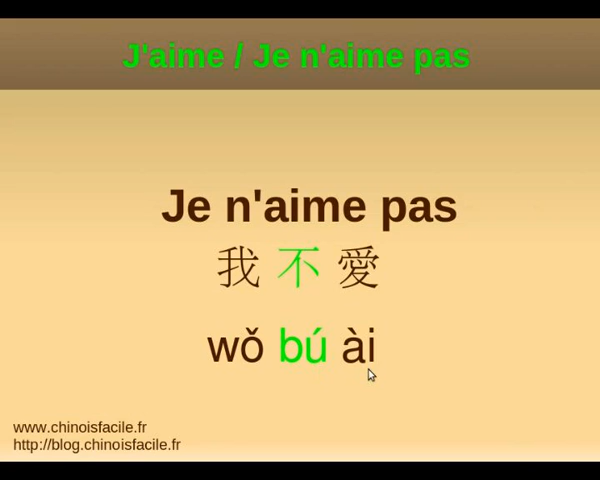 J'aime / Je n'aime pas
Je n'aime pas
我 不 愛
wǒ bú ài
www.chinoisfacile.fr
http://blog.chinoisfacile.fr